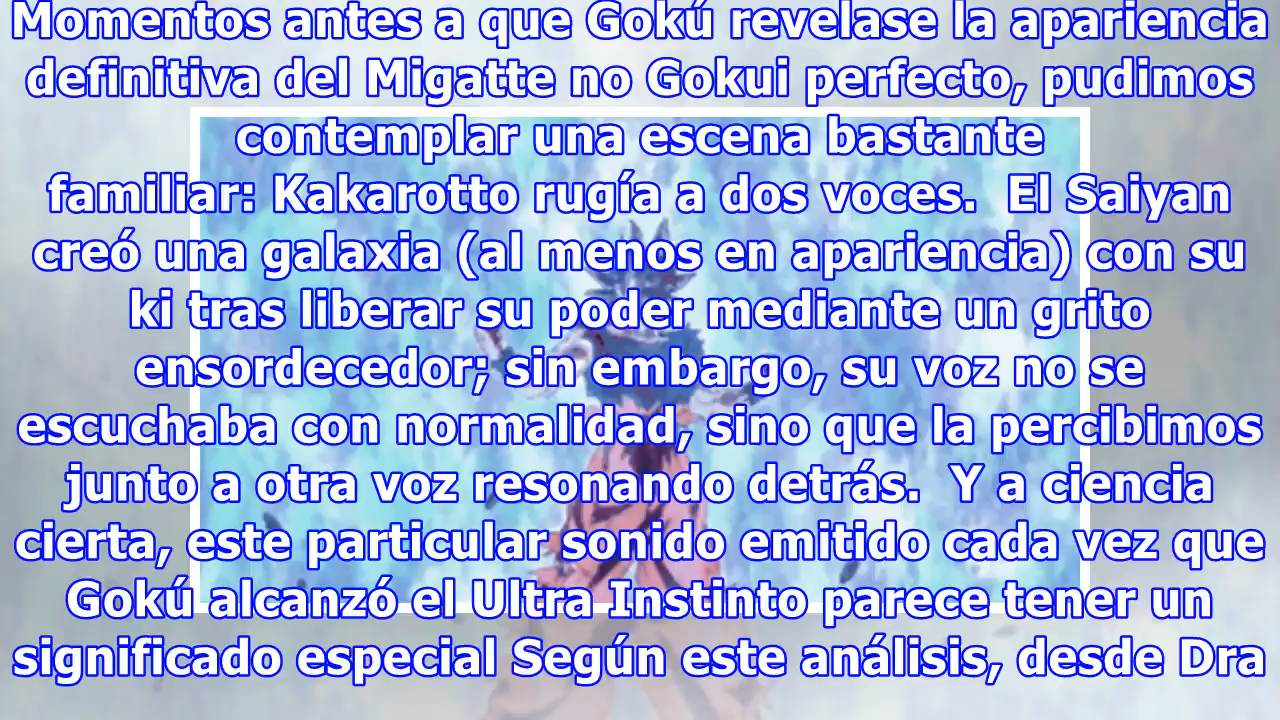 Momentos antes a que Gokú revelase la apariencia
definitiva del Migatte no Gokui perfecto, pudimos
contemplar una escena bastante
familiar: Kakarotto rugía a dos voces.  El Saiyan
creó una galaxia (al menos en apariencia) con su
ki tras liberar su poder mediante un grito
ensordecedor; sin embargo, su voz no se
escuchaba con normalidad, sino que la percibimos
junto a otra voz resonando detrás.  Y a ciencia
cierta, este particular sonido emitido cada vez que
Gokú alcanzó el Ultra Instinto parece tener un
significado especial Según este análisis, desde Dra